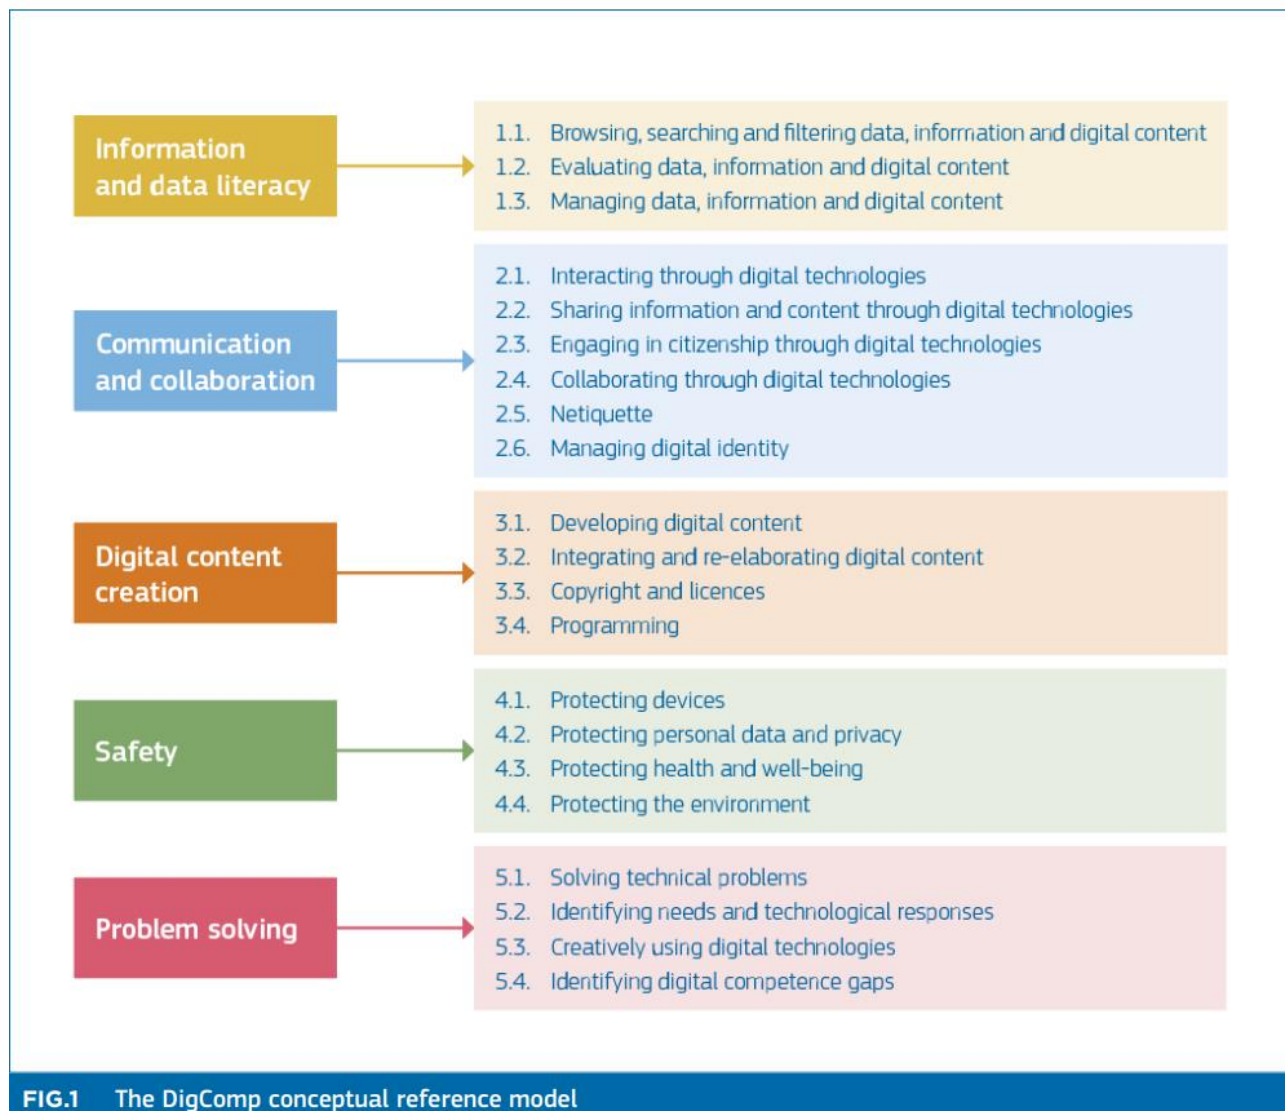 Information
and data literacy
1.1. Browsing, searching and filtering data, information and digital content
1.2. Evaluating data, information and digital content
1.3. Managing data, information and digital content
Communication
and collaboration
2.1. Interacting through digital technologies
2.2. Sharing information and content through digital technologies
2.3. Engaging in citizenship through digital technologies
2.4. Collaborating through digital technologies
2.5. Netiquette
2.6. Managing digital identity
Digital content
creation
3.1. Developing digital content
3.2. Integrating and re-elaborating digital content
3.3. Copyright and licences
3.4. Programming
Safety
4.1. Protecting devices
4.2. Protecting personal data and privacy
4.3. Protecting health and well-being
4.4. Protecting the environment
Problem solving
5.1. Solving technical problems
5.2. Identifying needs and technological responses
5.3. Creatively using digital technologies
5.4. Identifying digital competence gaps
FIG.1 The DigComp conceptual reference model